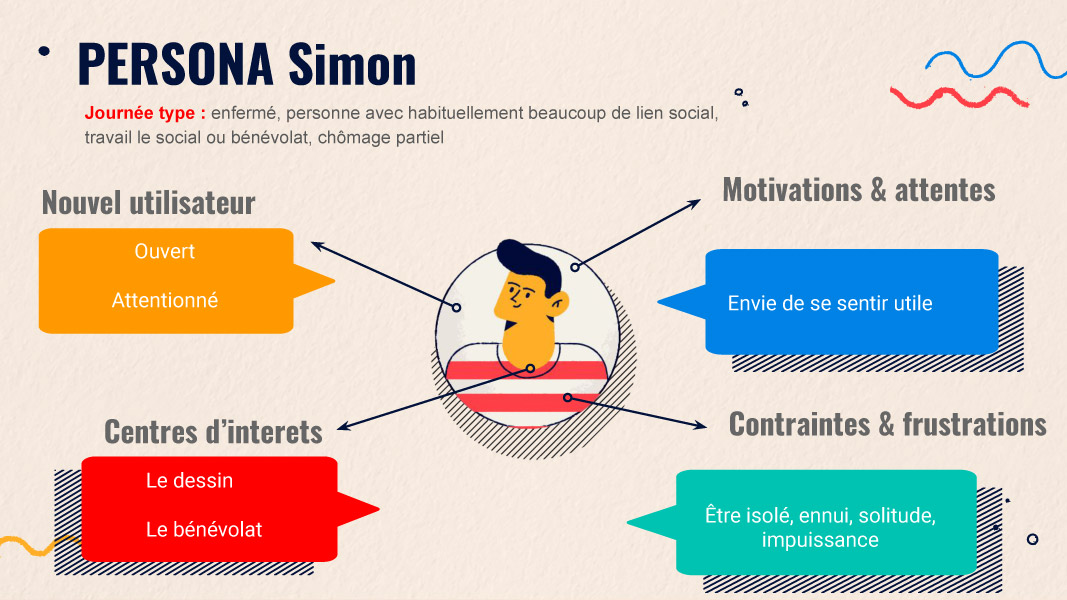 PERSONA Simon
Journée type : enfermé, personne avec habituellement beaucoup de lien social,
travail le social ou bénévolat, chômage partiel
Nouvel utilisateur
Ouvert
Attentionné
Motivations & attentes
Envie de se sentir utile
Centres d'interets
Le dessin
Le bénévolat
Contraintes & frustrations
Être isolé, ennui, solitude,
impuissance